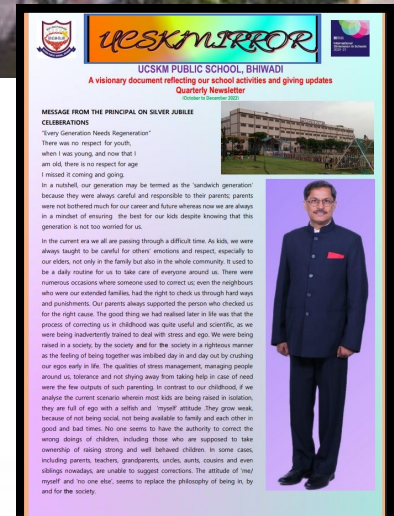 UCSKMIRROR
UCSKM PUBLIC SCHOOL, BHIWADI
A visionary document reflecting our school activities and giving updates
Quarterly Newsletter
(October to December 2022)
MESSAGE FROM THE PRINCIPAL ON SILVER JUBILEE
CELEBERATIONS
"Every Generation Needs Regeneration"
There was no respect for youth,
when I was young, and now that I
am old, there is no respect for age
I missed it coming and going.
In a nutshell, our generation may be termed as the 'sandwich generation'
because they were always careful and responsible to their parents; parents
were not bothered much for our career and future whereas now we are always
in a mindset of ensuring the best for our kids despite knowing that this
generation is not too worried for us.
In the current era we all are passing through a difficult time. As kids, we were
always taught to be careful for others' emotions and respect, especially to
our elders, not only in the family but also in the whole community. It used to
be a daily routine for us to take care of everyone around us. There were
numerous occasions where someone used to correct us; even the neighbours
who were our extended families, had the right to check us through hard ways
and punishments. Our parents always supported the person who checked us
for the right cause. The good thing we had realised later in life was that the
process of correcting us in childhood was quite useful and scientific, as we
were being inadvertently trained to deal with stress and ego. We were being
raised in a society, by the society and for the society in a righteous manner
as the feeling of being together was imbibed day in and day out by crushing
our egos early in life. The qualities of stress management, managing people
around us, tolerance and not shying away from taking help in case of need
were the few outputs of such parenting. In contrast to our childhood, if we
analyse the current scenario wherein most kids are being raised in isolation,
they are full of ego with a selfish and 'myself' attitude .They grow weak,
because of not being social, not being available to family and each other in
good and bad times. No one seems to have the authority to correct the
wrong doings of children, including those who are supposed to take
ownership of raising strong and well behaved children. In some cases,
including parents, teachers, grandparents, uncles, aunts, cousins and even
siblings nowadays, are unable to suggest corrections. The attitude of 'me/
myself' and 'no one else', seems to replace the philosophy of being in, by
and for the society.